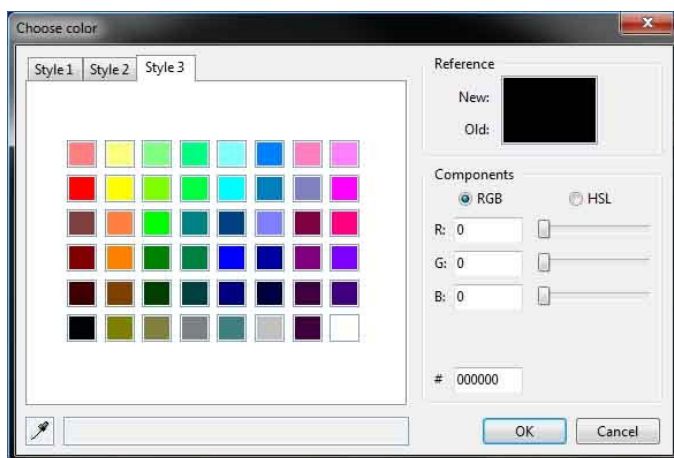 Choose color
Style 1 Style 2 Style 3
Reference
New:
Old:
Components
RGB HSL
R: 0
G: 0
B: 0
# 000000
OK Cancel